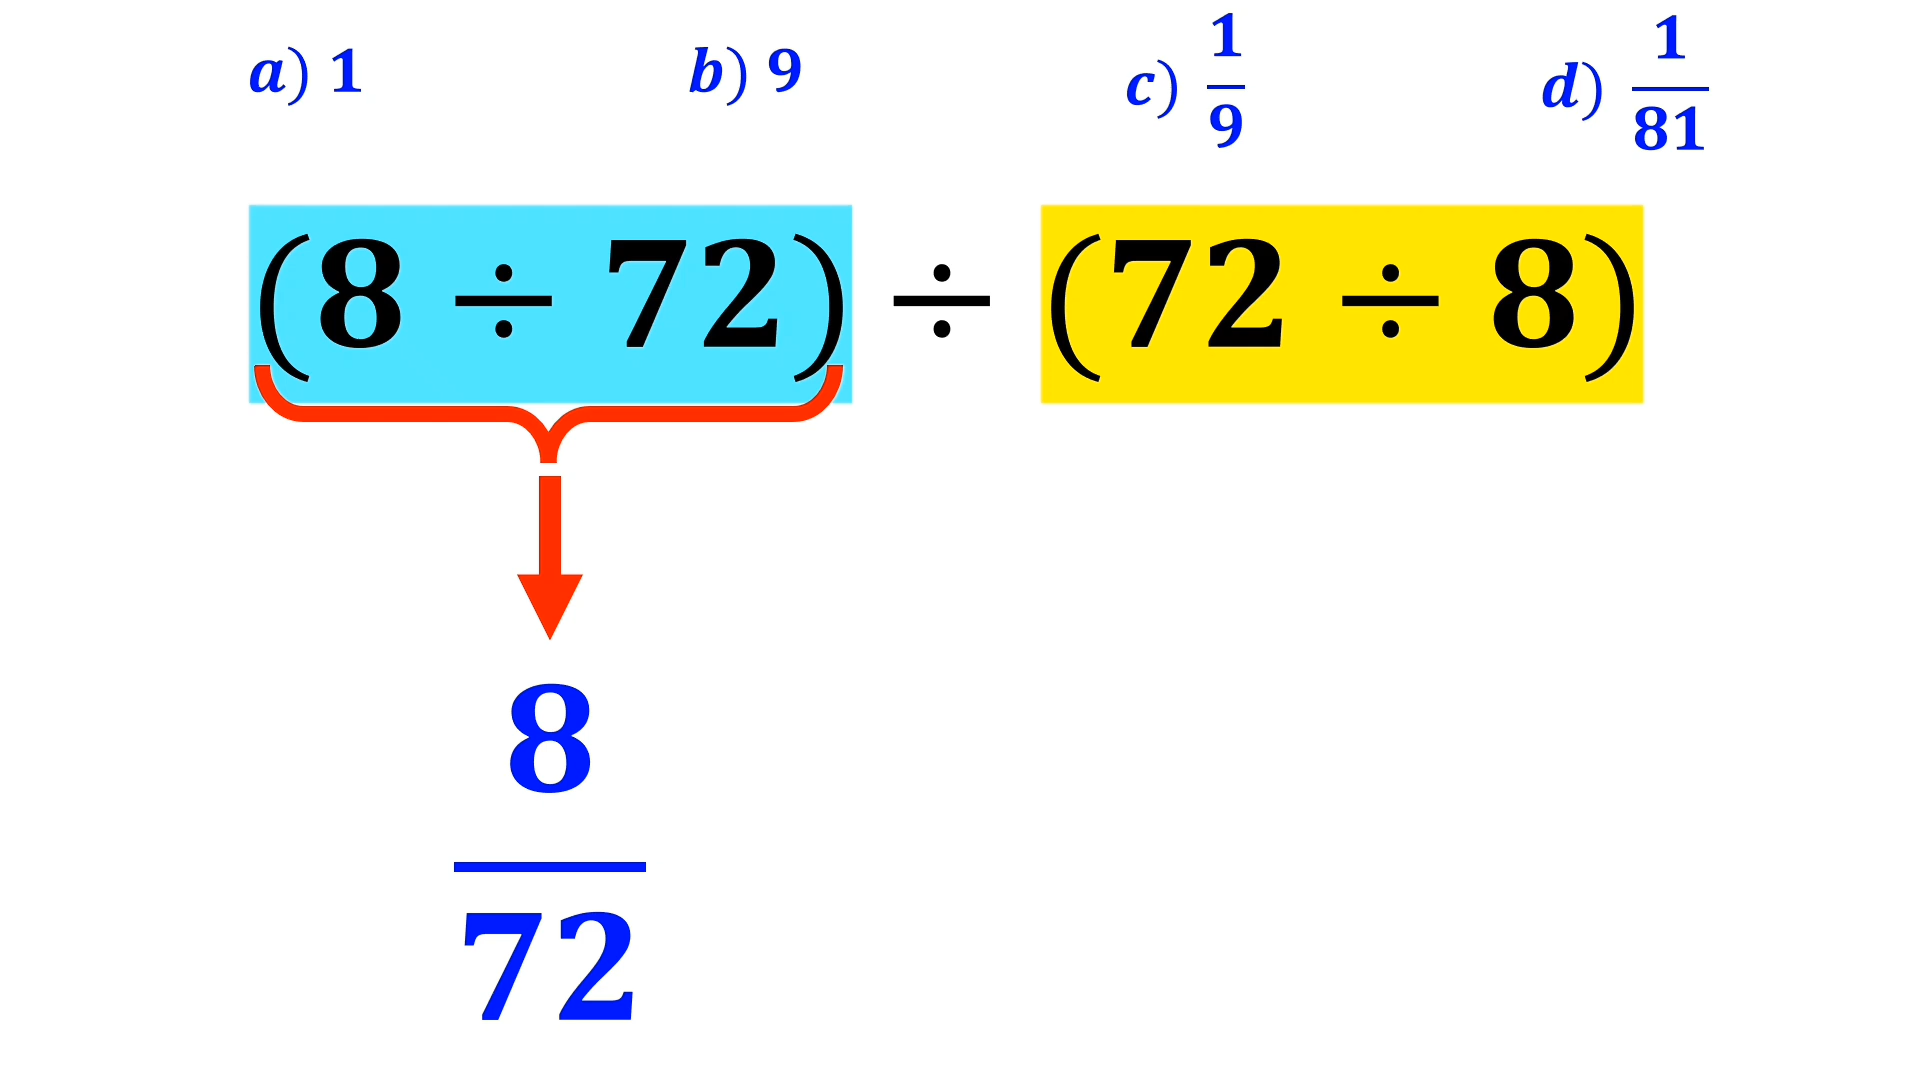 a) 1 b) 9 c) 1/9 d) 1/81
(8 ÷ 72) ÷ (72 ÷ 8)
8
72